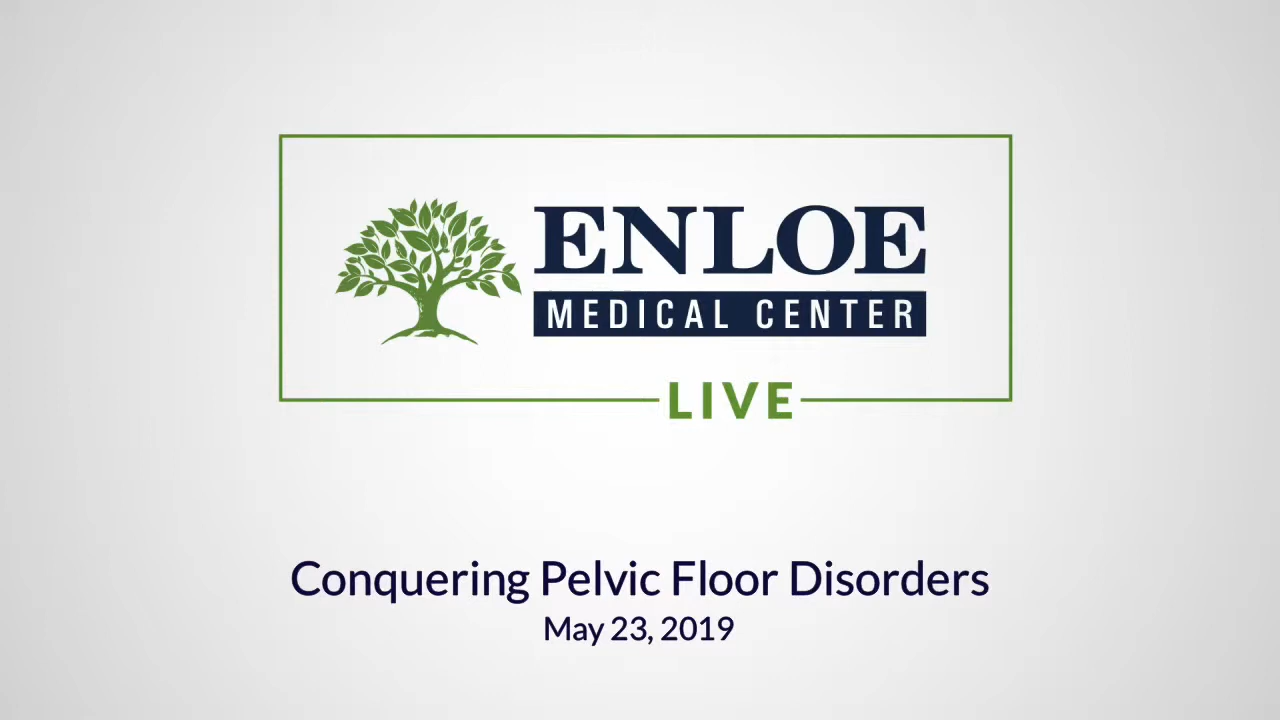 ENLOE
MEDICAL CENTER
LIVE
Conquering Pelvic Floor Disorders
May 23, 2019